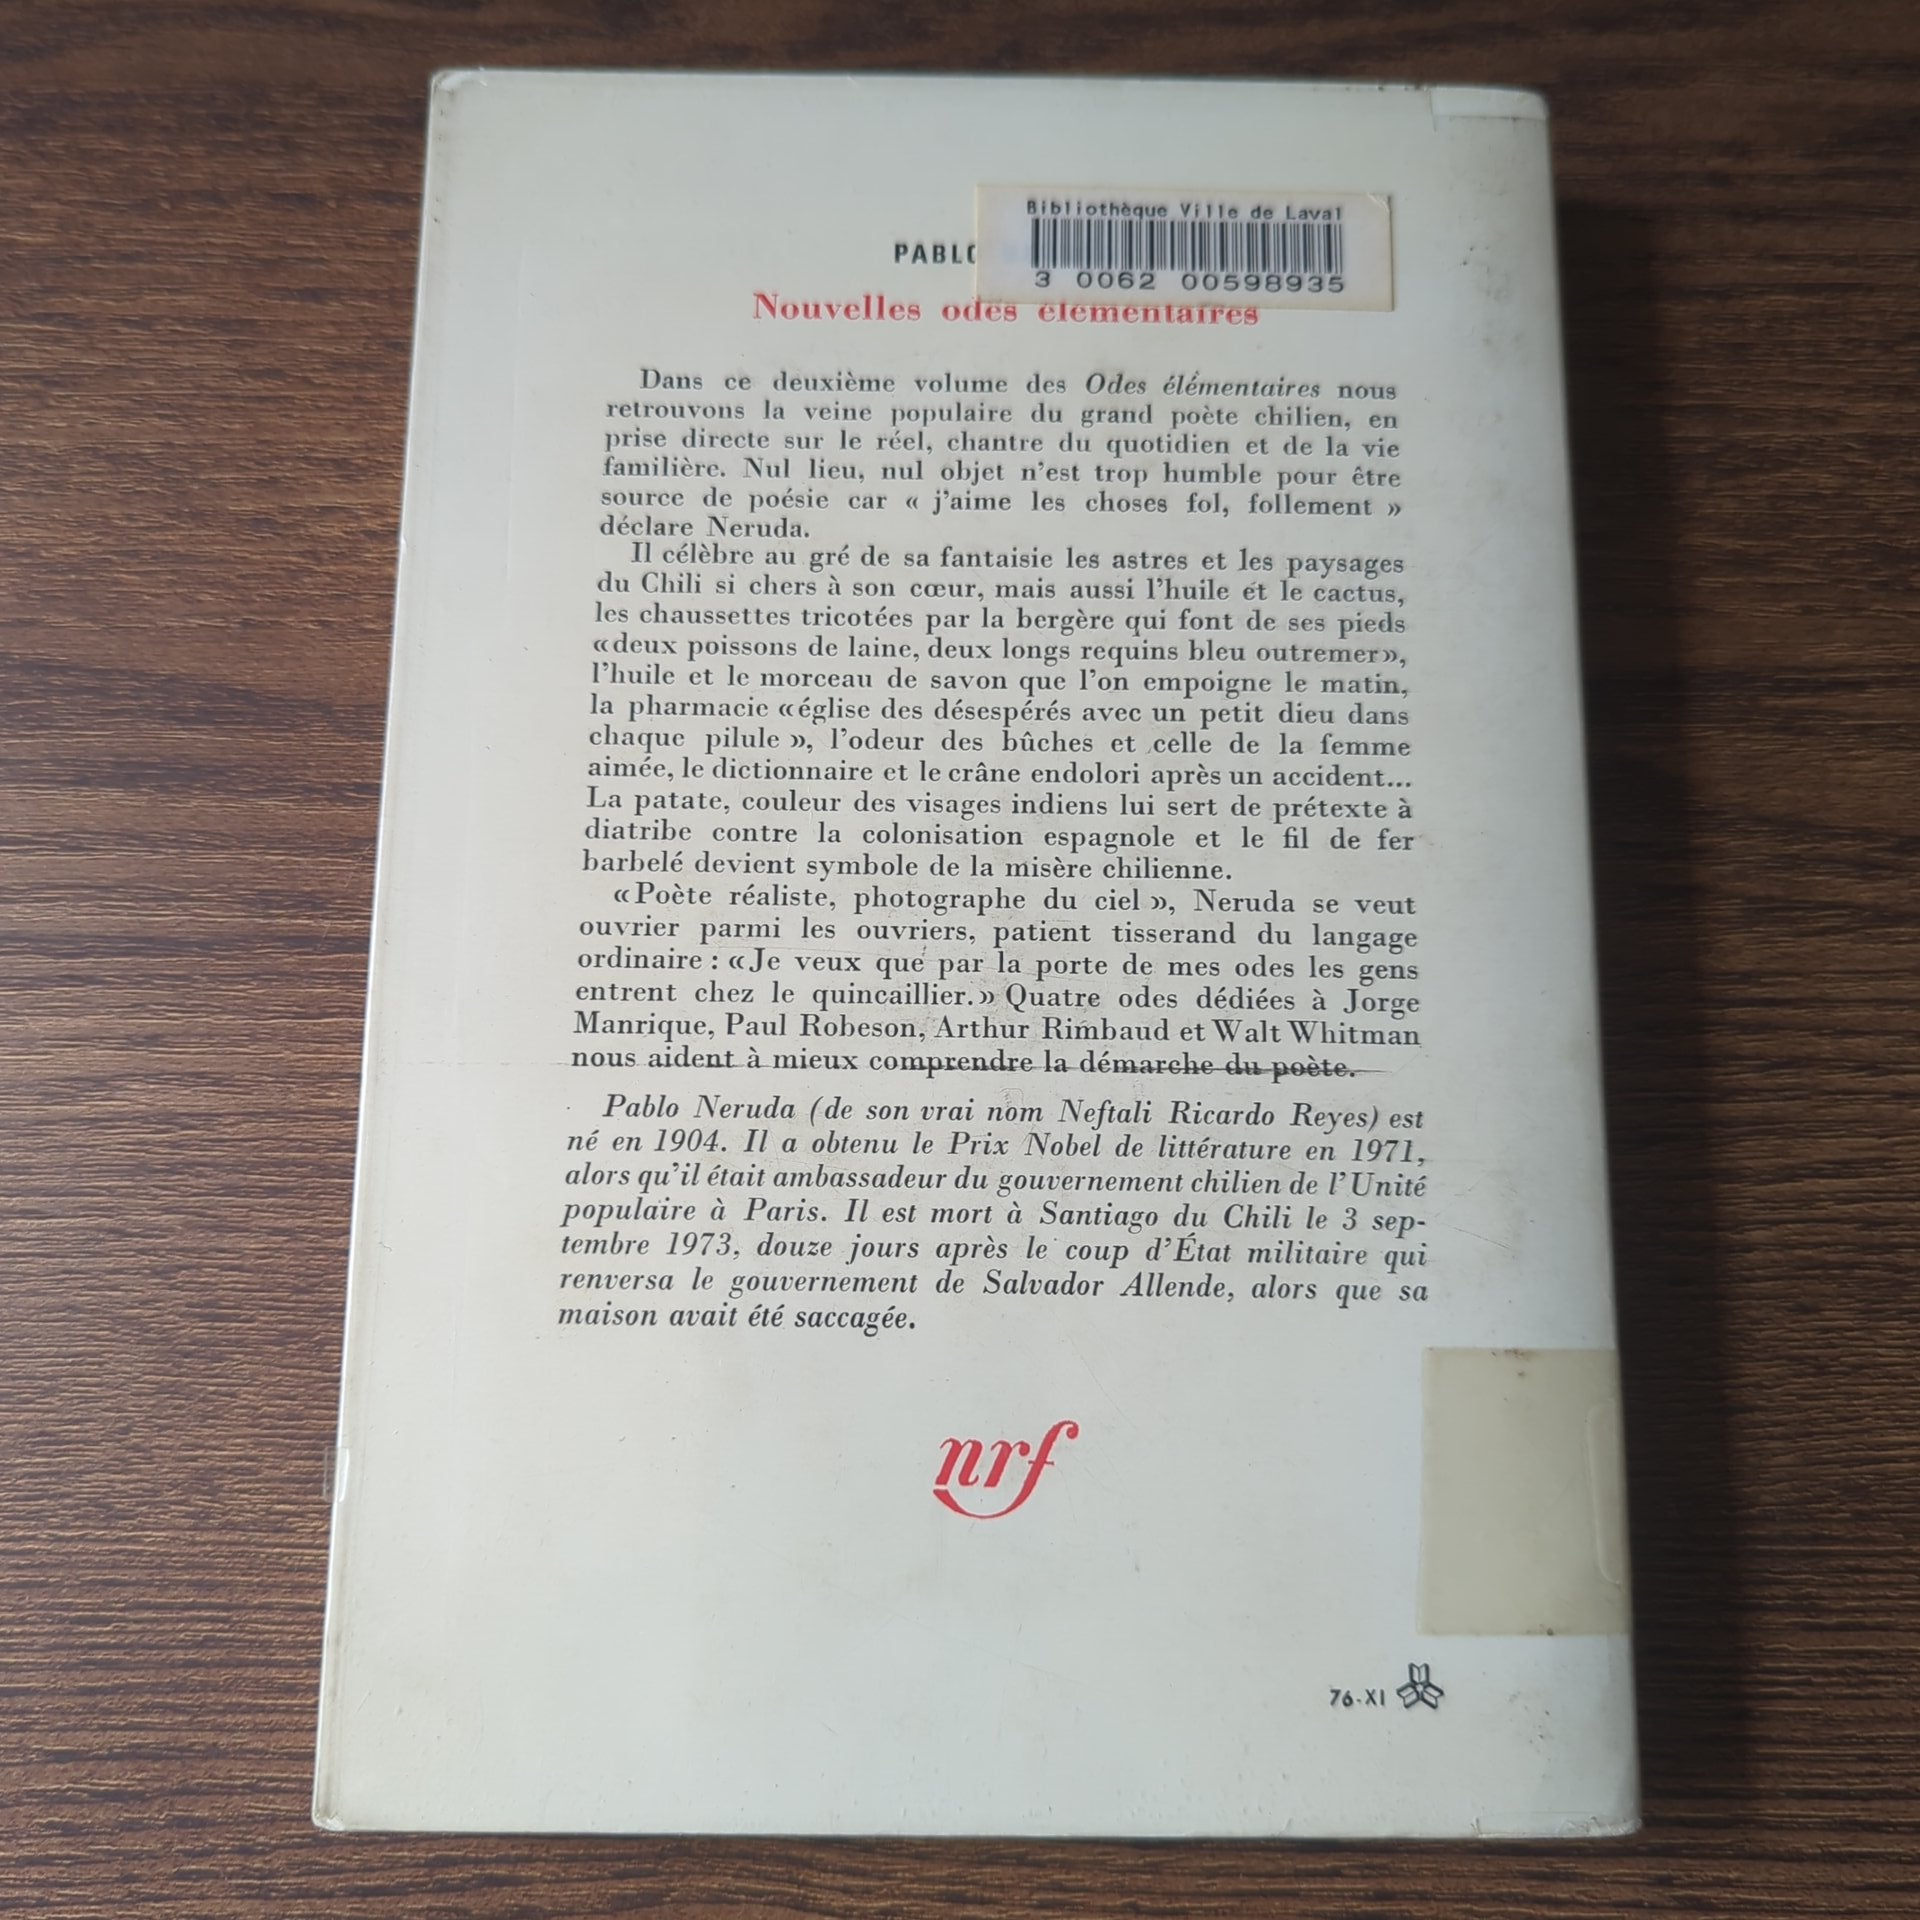 Bibliothèque Ville de Laval
3 0062 00598935
PABLO
Nouvelles odes élémentaires
Dans ce deuxième volume des Odes élémentaires nous
retrouvons la veine populaire du grand poète chilien, en
prise directe sur le réel, chantre du quotidien et de la vie
familière. Nul lieu, nul objet n'est trop humble pour être
source de poésie car « j'aime les choses fol, follement »
déclare Neruda.
Il célèbre au gré de sa fantaisie les astres et les paysages
du Chili si chers à son cœur, mais aussi l'huile et le cactus,
les chaussettes tricotées par la bergère qui font de ses pieds
«deux poissons de laine, deux longs requins bleu outremer»,
l'huile et le morceau de savon que l'on empoigne le matin,
la pharmacie «église des désespérés avec un petit dieu dans
chaque pilule», l'odeur des bûches et celle de la femme
aimée, le dictionnaire et le crâne endolori après un accident...
La patate, couleur des visages indiens lui sert de prétexte à
diatribe contre la colonisation espagnole et le fil de fer
barbelé devient symbole de la misère chilienne.
«Poète réaliste, photographe du ciel», Neruda se veut
ouvrier parmi les ouvriers, patient tisserand du langage
ordinaire : «Je veux que par la porte de mes odes les gens
entrent chez le quincaillier.» Quatre odes dédiées à Jorge
Manrique, Paul Robeson, Arthur Rimbaud et Walt Whitman
nous aident à mieux comprendre la démarche du poète.
Pablo Neruda (de son vrai nom Neftali Ricardo Reyes) est
né en 1904. Il a obtenu le Prix Nobel de littérature en 1971,
alors qu'il était ambassadeur du gouvernement chilien de l'Unité
populaire à Paris. Il est mort à Santiago du Chili le 3 sep-
tembre 1973, douze jours après le coup d'État militaire qui
renversa le gouvernement de Salvador Allende, alors que sa
maison avait été saccagée.
nrf
76-XI